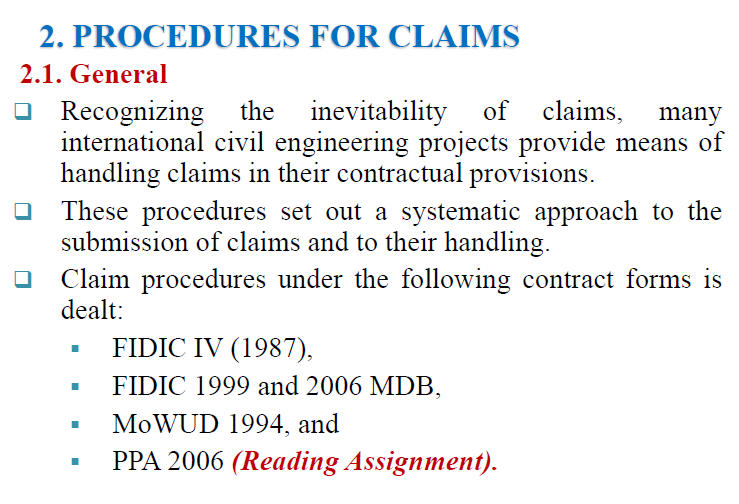 2. PROCEDURES FOR CLAIMS
2.1. General
❑ Recognizing the inevitability of claims, many
international civil engineering projects provide means of
handling claims in their contractual provisions.
❑ These procedures set out a systematic approach to the
submission of claims and to their handling.
❑ Claim procedures under the following contract forms is
dealt:
▪ FIDIC IV (1987),
▪ FIDIC 1999 and 2006 MDB,
▪ MoWUD 1994, and
▪ PPA 2006 (Reading Assignment).